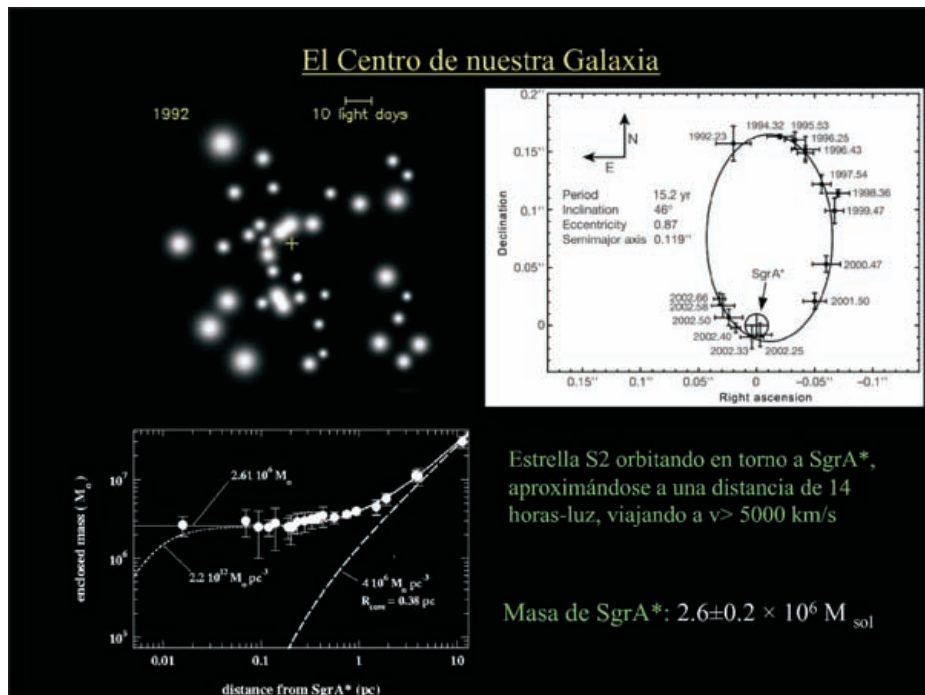 El Centro de nuestra Galaxia
1992
10 light days
0.2''
0.15''
0.1''
0.05''
0
Declination
N
E
Period 15.2 yr
Inclination 46°
Eccentricity 0.87
Semimajor axis 0.119''
1992.23
1994.32
1995.53
1996.25
1996.43
1997.54
1998.36
1999.47
2000.47
2001.50
SgrA*
2002.66
2002.58
2002.50
2002.40
2002.33
2002.25
0.15'' 0.1'' 0.05'' 0 −0.05'' −0.1''
Right ascension
enclosed mass (M⊙)
10⁷
10⁶
10⁵
2.61 10⁶ M⊙
2.2 10¹² M⊙ pc⁻³
4 10⁶ M⊙ pc⁻³
R core = 0.38 pc
0.01 0.1 1 10
distance from SgrA* (pc)
Estrella S2 orbitando en torno a SgrA*,
aproximándose a una distancia de 14
horas-luz, viajando a v> 5000 km/s
Masa de SgrA*: 2.6±0.2 × 10⁶ M sol